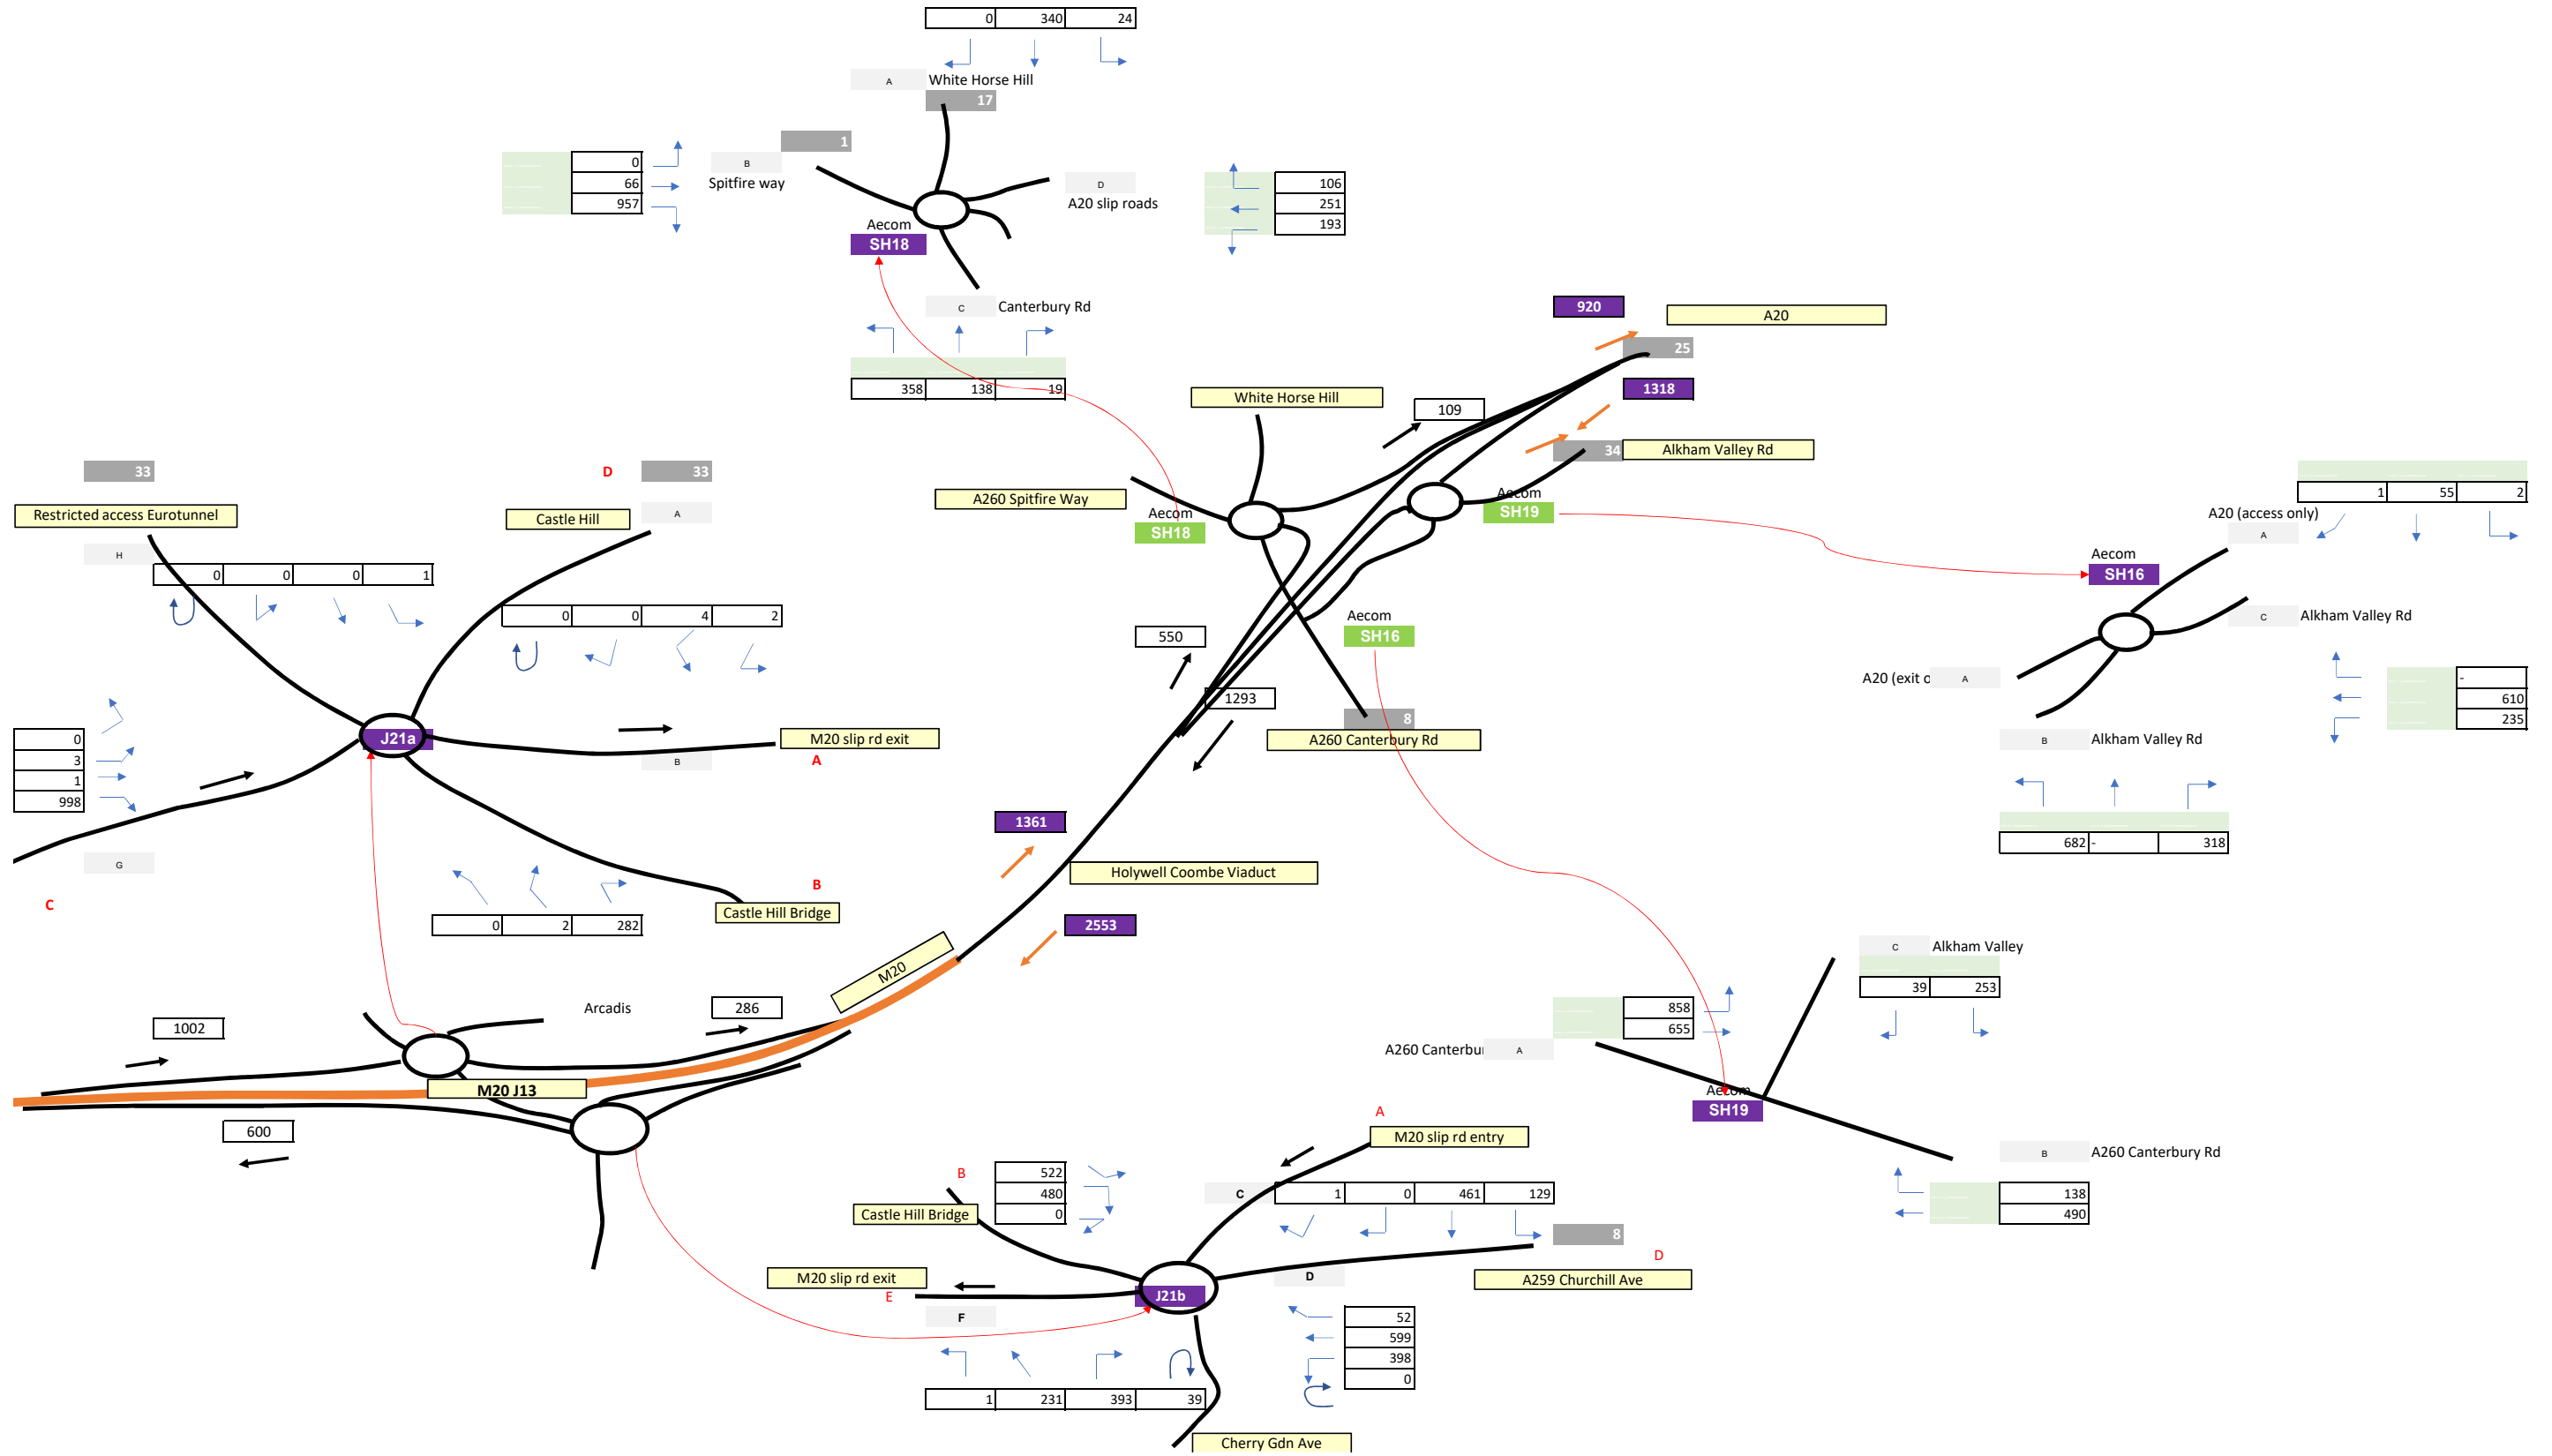 0 340 24
A White Horse Hill
17
1
B
Spitfire way
0
66
957
D
A20 slip roads
106
251
193
Aecom
SH18
C Canterbury Rd
358 138 19
920
A20
25
1318
White Horse Hill
109
34 Alkham Valley Rd
A260 Spitfire Way
Aecom
SH18
Aecom
SH19
33
Restricted access Eurotunnel
H
0 0 0 1
D 33
Castle Hill A
0 0 4 2
1 55 2
A20 (access only)
A
Aecom
SH16
C Alkham Valley Rd
A20 (exit o A
-
610
235
B Alkham Valley Rd
682 - 318
550
Aecom
SH16
1293
8
A260 Canterbury Rd
0
3
1
998
J21a
M20 slip rd exit
B A
G
C
B
Castle Hill Bridge
0 2 282
1361
Holywell Coombe Viaduct
2553
M20
C Alkham Valley
39 253
858
655
A260 Canterbu A
Aecom
SH19
B A260 Canterbury Rd
138
490
1002
Arcadis
286
M20 J13
600
A
M20 slip rd entry
B
522
480
0
Castle Hill Bridge
C 1 0 461 129
8
D
A259 Churchill Ave
M20 slip rd exit
E
J21b
D
F
52
599
398
0
1 231 393 39
Cherry Gdn Ave